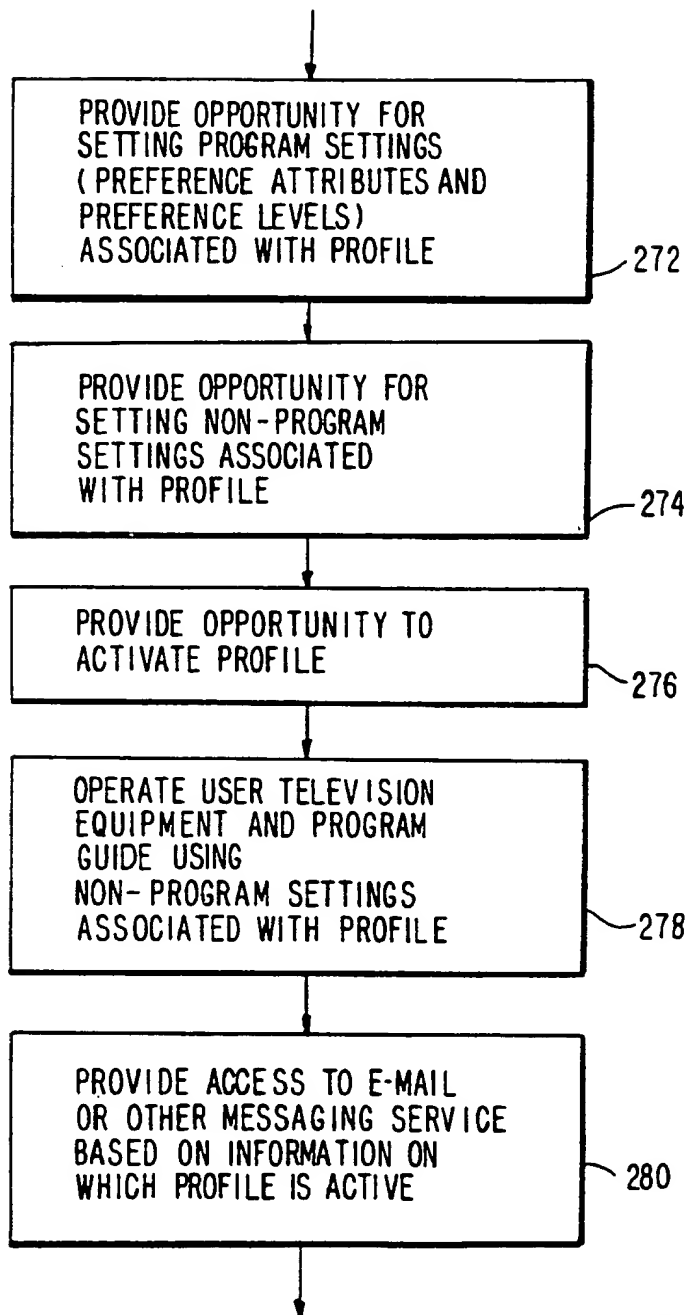 PROVIDE OPPORTUNITY FOR
SETTING PROGRAM SETTINGS
(PREFERENCE ATTRIBUTES AND
PREFERENCE LEVELS)
ASSOCIATED WITH PROFILE
272
PROVIDE OPPORTUNITY FOR
SETTING NON-PROGRAM
SETTINGS ASSOCIATED
WITH PROFILE
274
PROVIDE OPPORTUNITY TO
ACTIVATE PROFILE
276
OPERATE USER TELEVISION
EQUIPMENT AND PROGRAM
GUIDE USING
NON-PROGRAM SETTINGS
ASSOCIATED WITH PROFILE
278
PROVIDE ACCESS TO E-MAIL
OR OTHER MESSAGING SERVICE
BASED ON INFORMATION ON
WHICH PROFILE IS ACTIVE
280